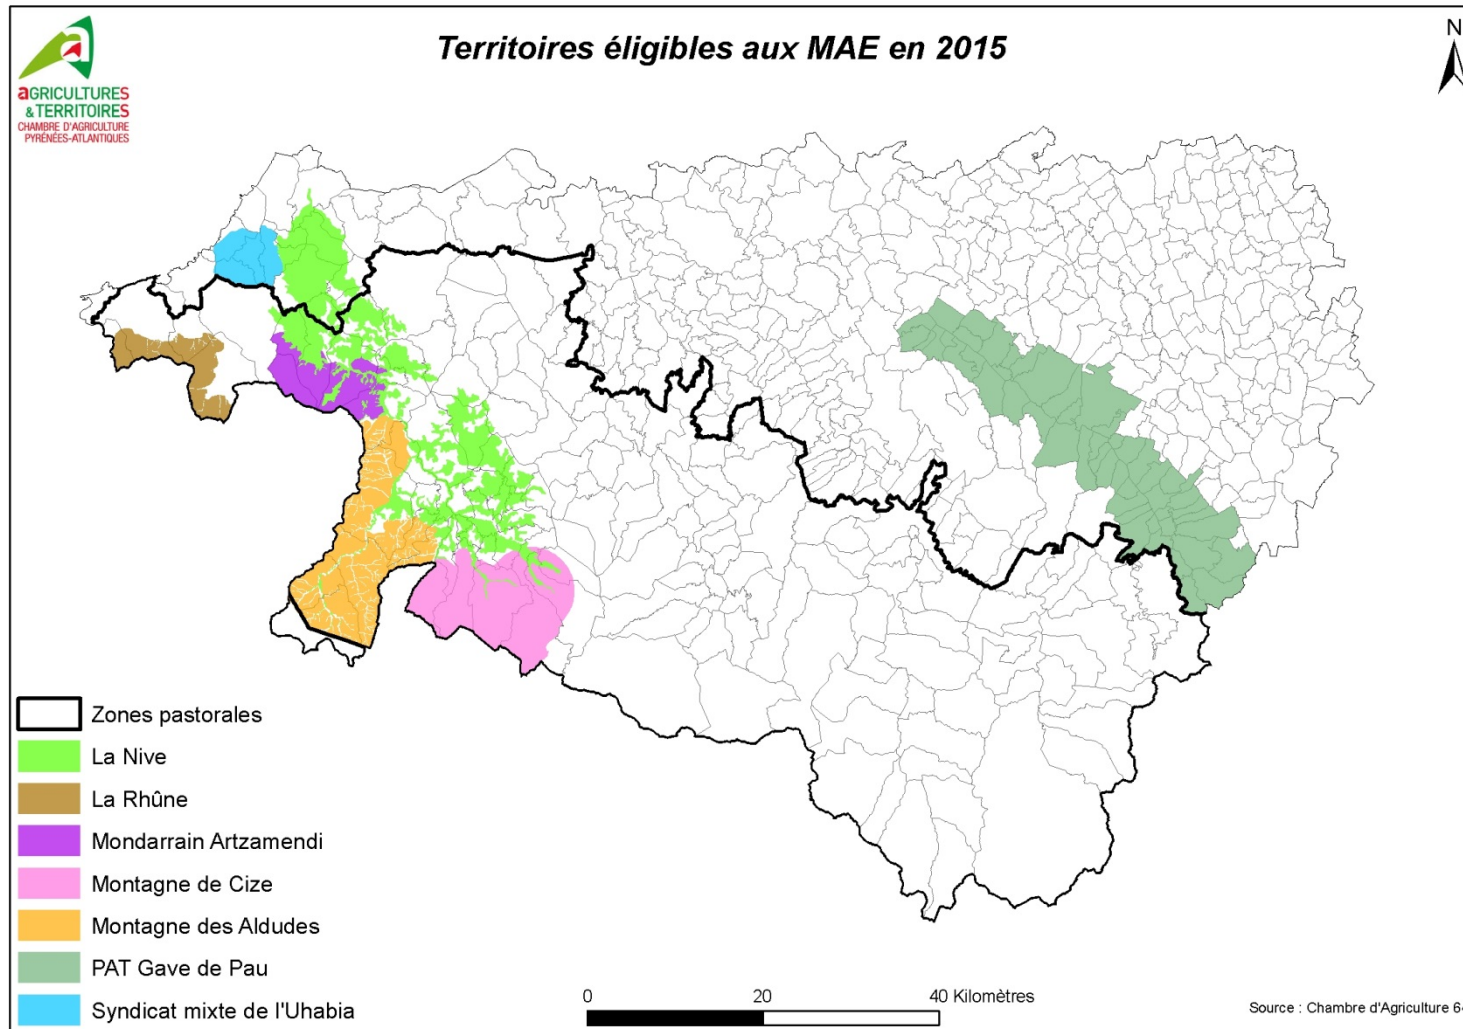 Territoires éligibles aux MAE en 2015
N
a
AGRICULTURES
& TERRITOIRES
CHAMBRE D'AGRICULTURE
PYRÉNÉES-ATLANTIQUES
Zones pastorales
La Nive
La Rhûne
Mondarrain Artzamendi
Montagne de Cize
Montagne des Aldudes
PAT Gave de Pau
Syndicat mixte de l'Uhabia
0 20 40 Kilomètres
Source : Chambre d'Agriculture 6